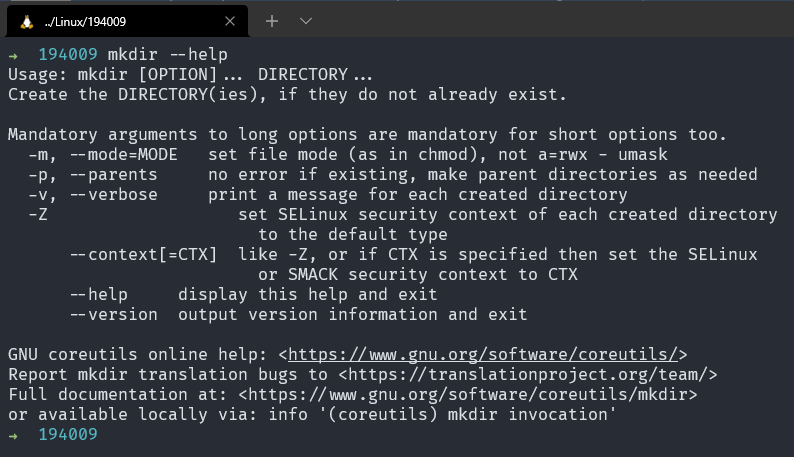 ../Linux/194009
→ 194009 mkdir --help
Usage: mkdir [OPTION]... DIRECTORY...
Create the DIRECTORY(ies), if they do not already exist.

Mandatory arguments to long options are mandatory for short options too.
  -m, --mode=MODE   set file mode (as in chmod), not a=rwx - umask
  -p, --parents     no error if existing, make parent directories as needed
  -v, --verbose     print a message for each created directory
  -Z                   set SELinux security context of each created directory
                         to the default type
      --context[=CTX]  like -Z, or if CTX is specified then set the SELinux
                         or SMACK security context to CTX
      --help     display this help and exit
      --version  output version information and exit

GNU coreutils online help: <https://www.gnu.org/software/coreutils/>
Report mkdir translation bugs to <https://translationproject.org/team/>
Full documentation at: <https://www.gnu.org/software/coreutils/mkdir>
or available locally via: info '(coreutils) mkdir invocation'
→ 194009